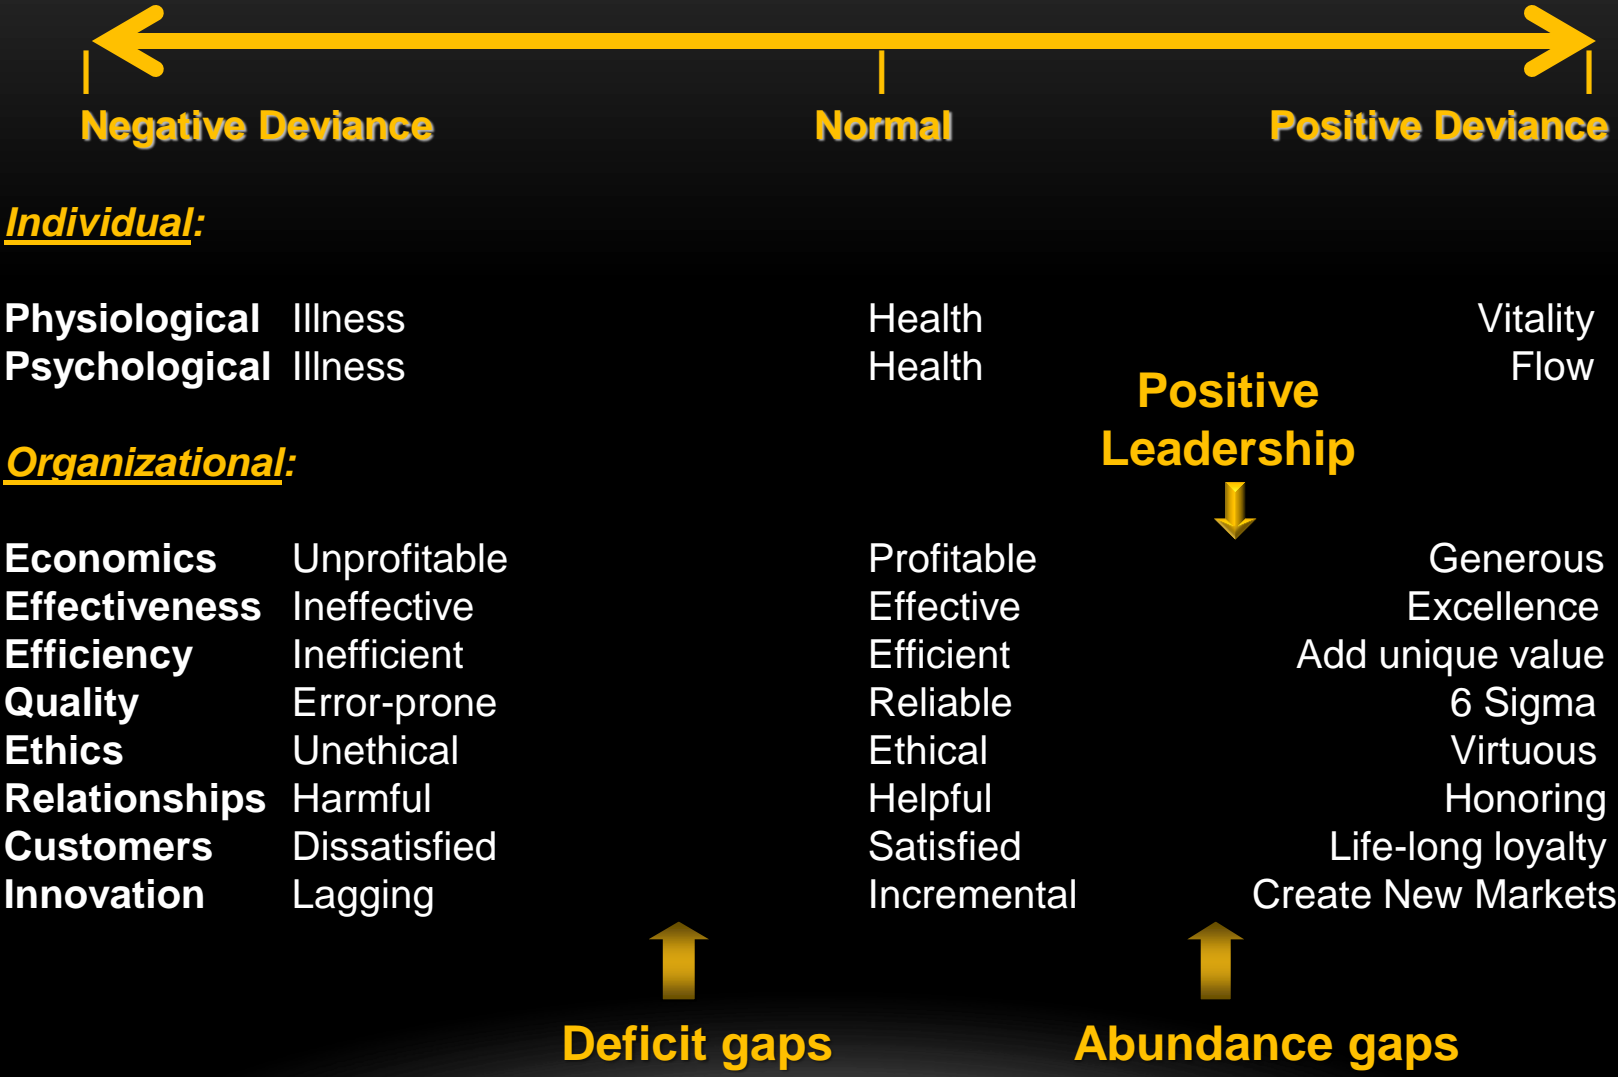 Negative Deviance Normal Positive Deviance
Individual:
Physiological Illness Health Vitality
Psychological Illness Health Flow
Positive
Leadership
Organizational:
Economics Unprofitable Profitable Generous
Effectiveness Ineffective Effective Excellence
Efficiency Inefficient Efficient Add unique value
Quality Error-prone Reliable 6 Sigma
Ethics Unethical Ethical Virtuous
Relationships Harmful Helpful Honoring
Customers Dissatisfied Satisfied Life-long loyalty
Innovation Lagging Incremental Create New Markets
Deficit gaps Abundance gaps